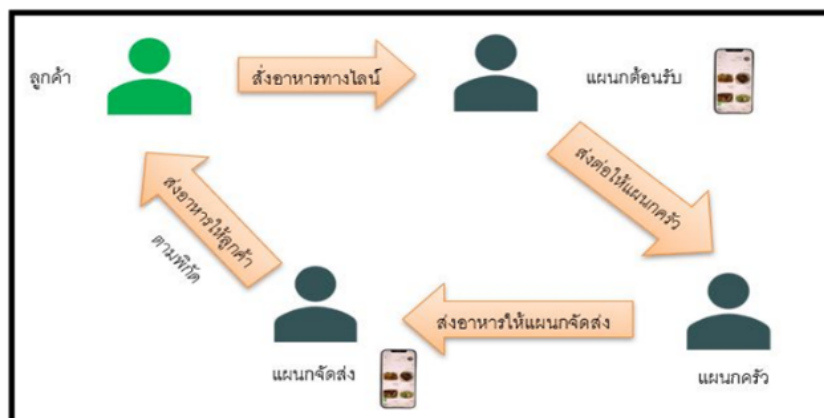 ลูกค้า
สั่งอาหารทางไลน์
แผนกต้อนรับ
ส่งต่อให้แผนกครัว
แผนกครัว
ส่งอาหารให้แผนกจัดส่ง
แผนกจัดส่ง
ส่งอาหารให้ลูกค้า
ตามพิกัด